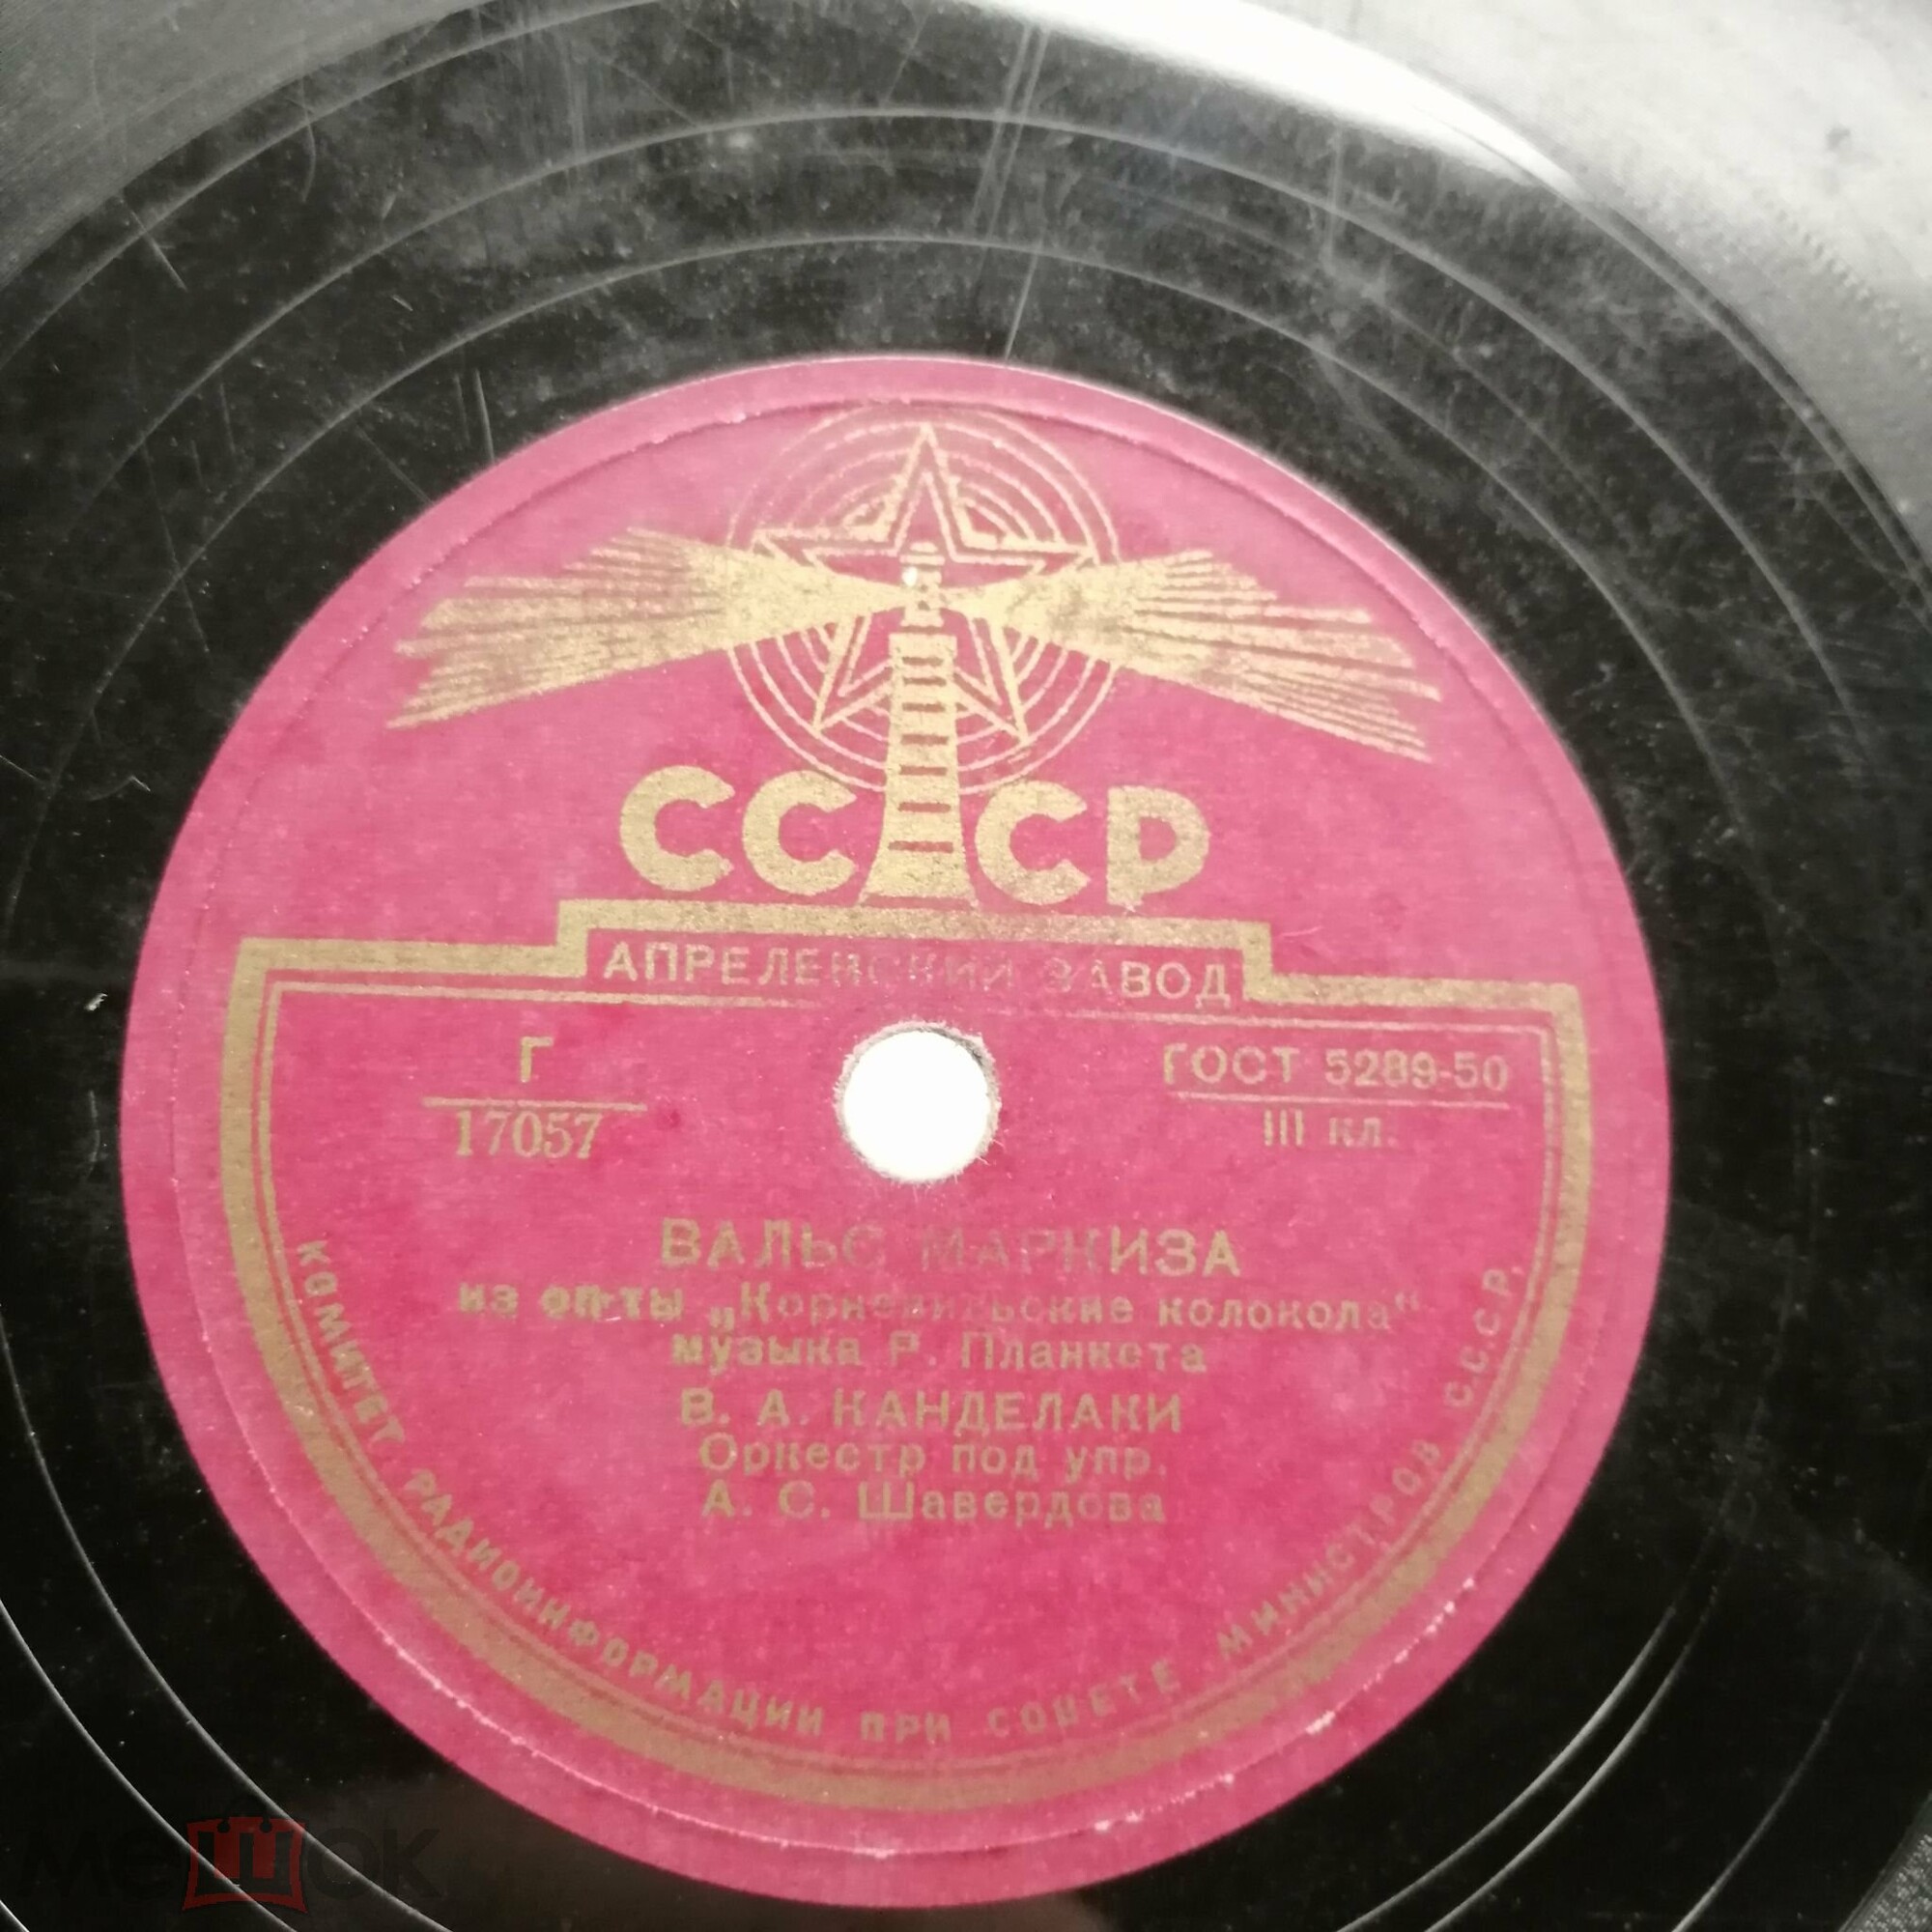 СССР
АПРЕЛЕВСКИЙ ЗАВОД
Г
17057
ГОСТ 5289-50
III кл.
ВАЛЬС МАРКИЗА
из оп-ты „Корневильские колокола“
музыка Р. Планкета
В. А. КАНДЕЛАКИ
Оркестр под упр.
А. С. Шавердова
КОМИТЕТ РАДИОИНФОРМАЦИИ ПРИ СОВЕТЕ МИНИСТРОВ С.С.С.Р.
мешок